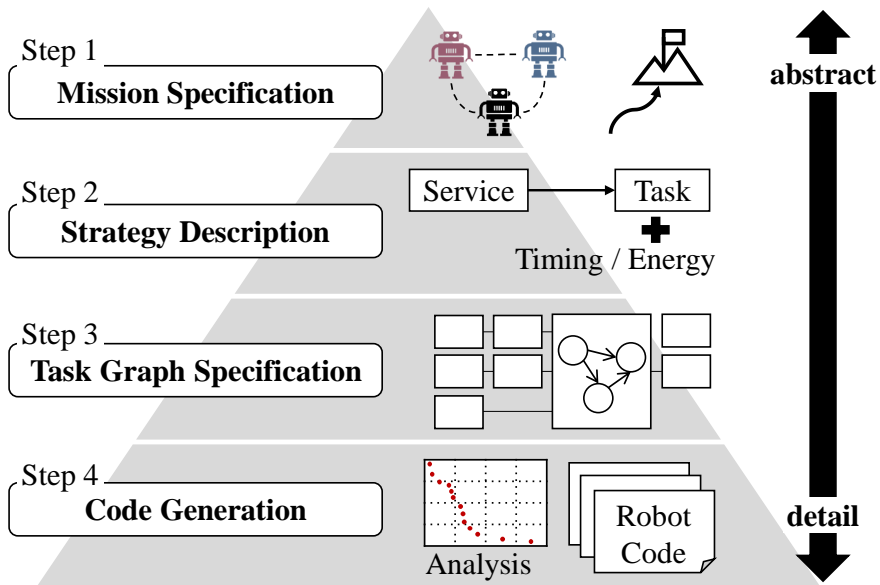 Step 1
Mission Specification
abstract
Step 2
Strategy Description
Service
Task
Timing / Energy
Step 3
Task Graph Specification
Step 4
Code Generation
Analysis
Robot
Code
detail